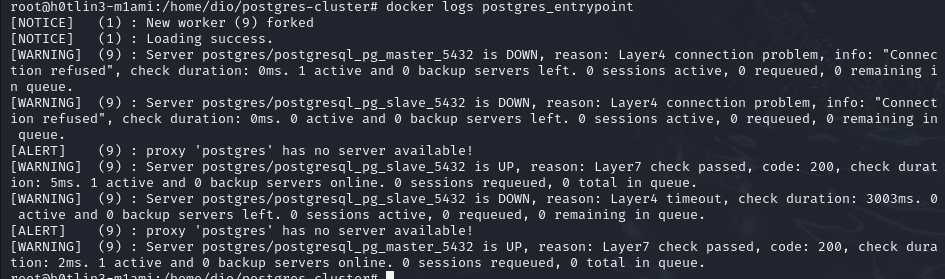 root@h0tlin3-m1ami:/home/dio/postgres-cluster# docker logs postgres_entrypoint
[NOTICE]   (1) : New worker (9) forked
[NOTICE]   (1) : Loading success.
[WARNING]  (9) : Server postgres/postgresql_pg_master_5432 is DOWN, reason: Layer4 connection problem, info: "Connec
tion refused", check duration: 0ms. 1 active and 0 backup servers left. 0 sessions active, 0 requeued, 0 remaining i
n queue.
[WARNING]  (9) : Server postgres/postgresql_pg_slave_5432 is DOWN, reason: Layer4 connection problem, info: "Connect
ion refused", check duration: 0ms. 0 active and 0 backup servers left. 0 sessions active, 0 requeued, 0 remaining in
 queue.
[ALERT]    (9) : proxy 'postgres' has no server available!
[WARNING]  (9) : Server postgres/postgresql_pg_slave_5432 is UP, reason: Layer7 check passed, code: 200, check durat
ion: 5ms. 1 active and 0 backup servers online. 0 sessions requeued, 0 total in queue.
[WARNING]  (9) : Server postgres/postgresql_pg_slave_5432 is DOWN, reason: Layer4 timeout, check duration: 3003ms. 0
 active and 0 backup servers left. 0 sessions active, 0 requeued, 0 remaining in queue.
[ALERT]    (9) : proxy 'postgres' has no server available!
[WARNING]  (9) : Server postgres/postgresql_pg_master_5432 is UP, reason: Layer7 check passed, code: 200, check dura
tion: 2ms. 1 active and 0 backup servers online. 0 sessions requeued, 0 total in queue.
root@h0tlin3-m1ami:/home/dio/postgres-cluster#